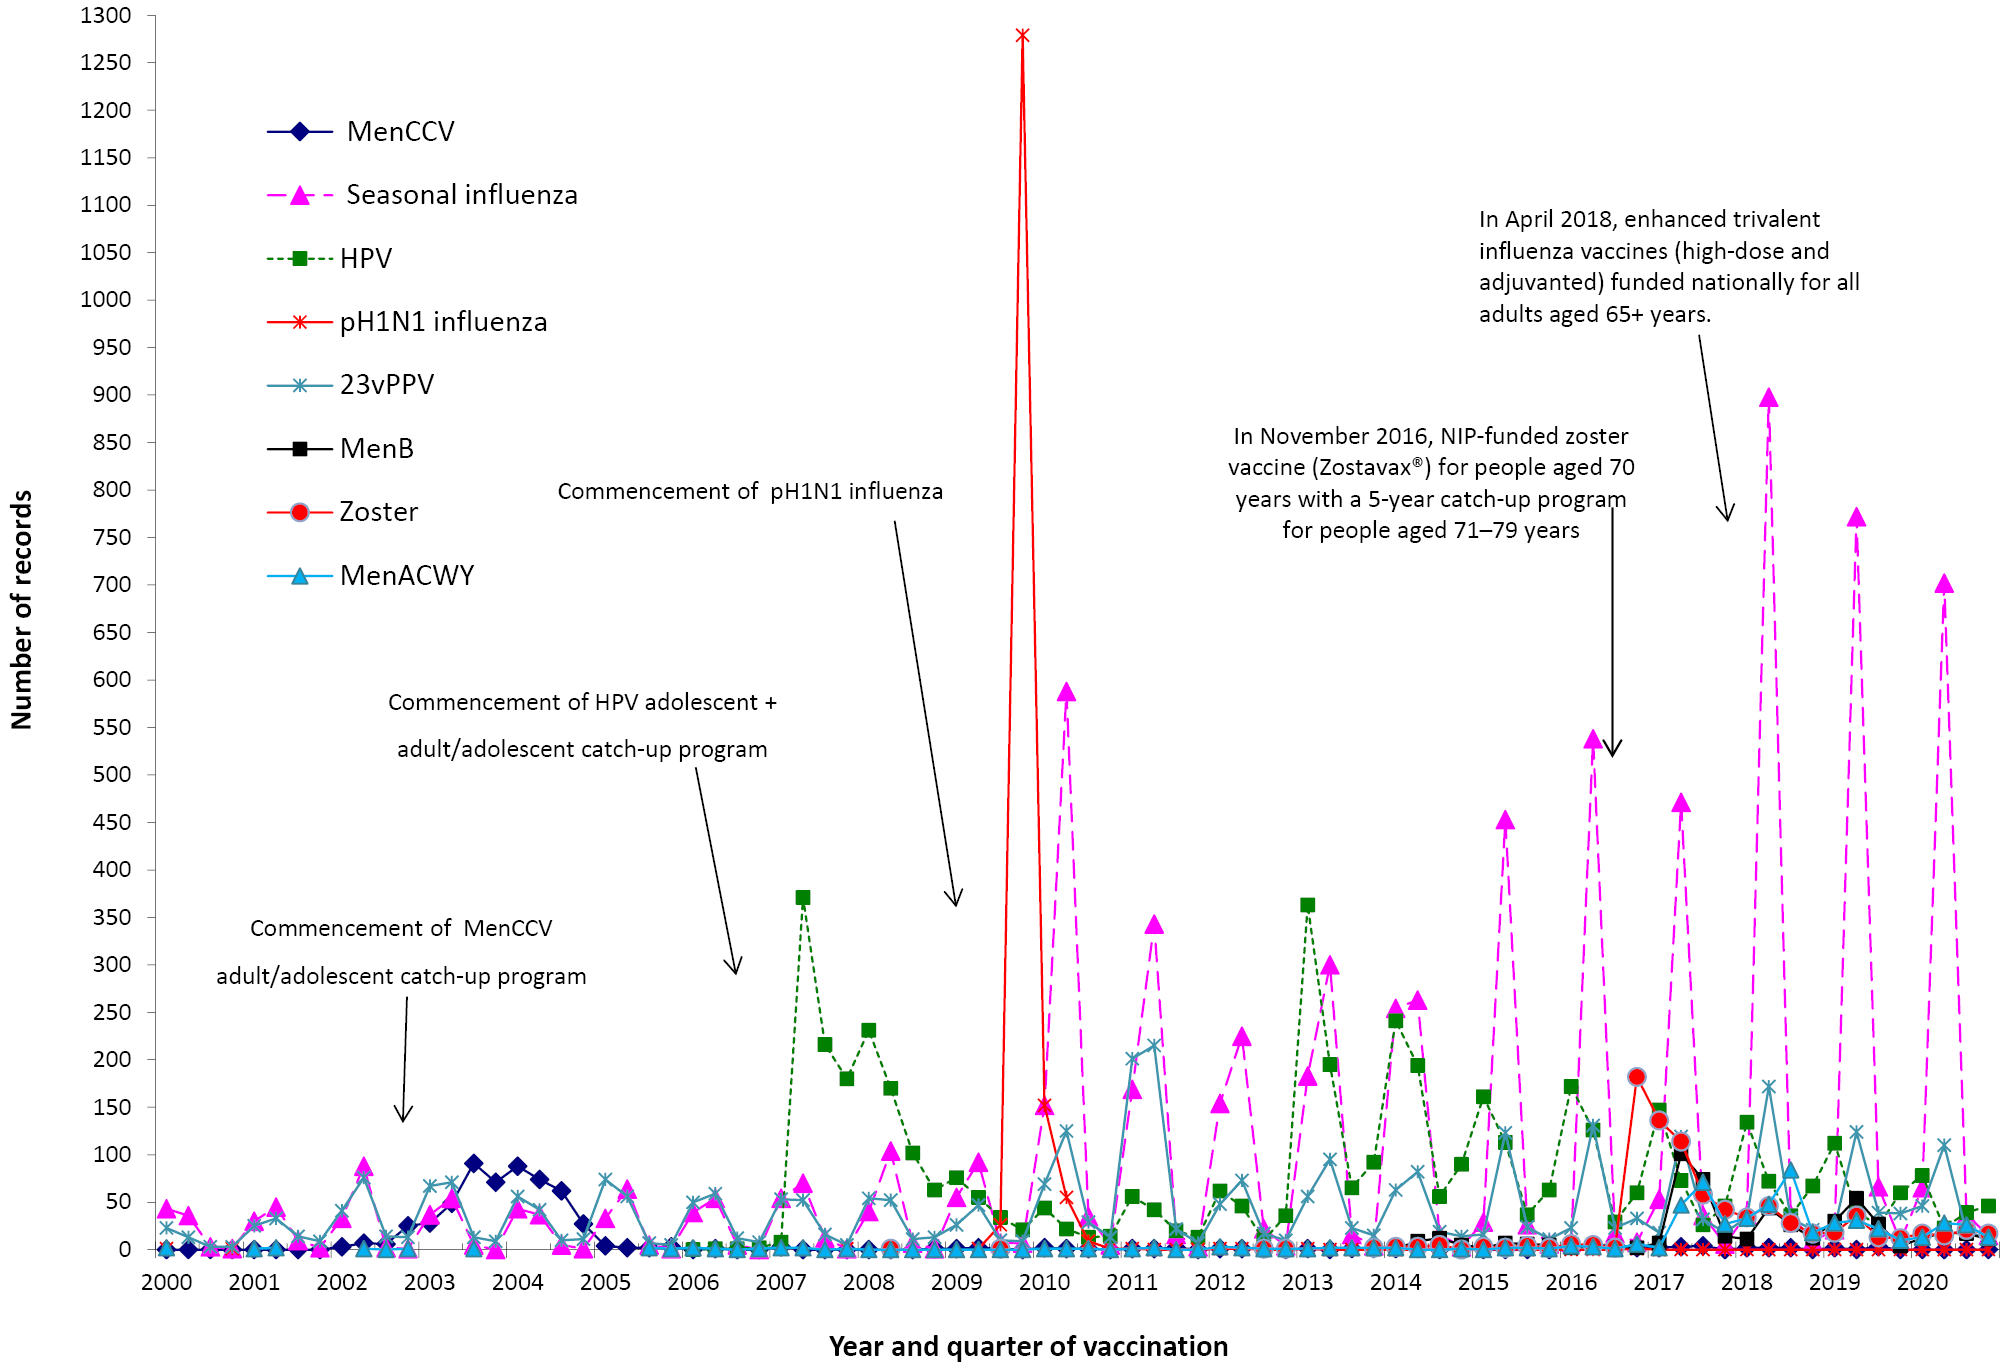 1300
1250
1200
1150
1100
1050
1000
950
900
850
800
750
700
650
600
550
500
450
400
350
300
250
200
150
100
50
0
Number of records
MenCCV
Seasonal influenza
HPV
pH1N1 influenza
23vPPV
MenB
Zoster
MenACWY
Commencement of MenCCV
adult/adolescent catch-up program
Commencement of HPV adolescent +
adult/adolescent catch-up program
Commencement of pH1N1 influenza
In November 2016, NIP-funded zoster
vaccine (Zostavax®) for people aged 70
years with a 5-year catch-up program
for people aged 71–79 years
In April 2018, enhanced trivalent
influenza vaccines (high-dose and
adjuvanted) funded nationally for all
adults aged 65+ years.
2000 2001 2002 2003 2004 2005 2006 2007 2008 2009 2010 2011 2012 2013 2014 2015 2016 2017 2018 2019 2020
Year and quarter of vaccination